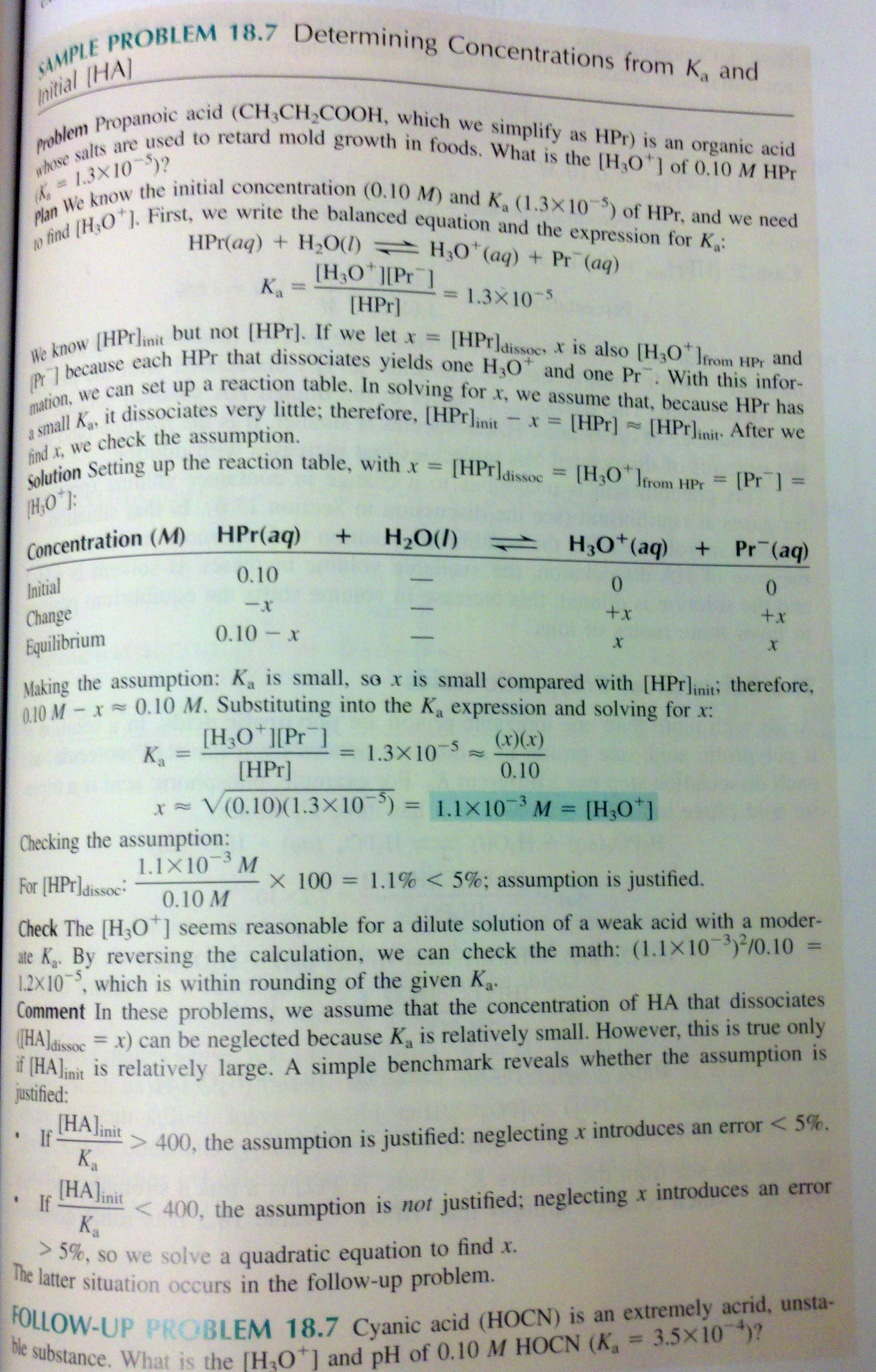 SAMPLE PROBLEM 18.7 Determining Concentrations from Kₐ and
Initial [HA]
Problem Propanoic acid (CH₃CH₂COOH, which we simplify as HPr) is an organic acid
whose salts are used to retard mold growth in foods. What is the [H₃O⁺] of 0.10 M HPr
(Kₐ = 1.3×10⁻⁵)?
Plan We know the initial concentration (0.10 M) and Kₐ (1.3×10⁻⁵) of HPr, and we need
to find [H₃O⁺]. First, we write the balanced equation and the expression for Kₐ:
HPr(aq) + H₂O(l) ⇌ H₃O⁺(aq) + Pr⁻(aq)
Kₐ = [H₃O⁺][Pr⁻] / [HPr] = 1.3×10⁻⁵
We know [HPr]init but not [HPr]. If we let x = [HPr]dissoc, x is also [H₃O⁺]from HPr and
[Pr⁻] because each HPr that dissociates yields one H₃O⁺ and one Pr⁻. With this infor-
mation, we can set up a reaction table. In solving for x, we assume that, because HPr has
a small Kₐ, it dissociates very little; therefore, [HPr]init − x = [HPr] ≈ [HPr]init. After we
find x, we check the assumption.
Solution Setting up the reaction table, with x = [HPr]dissoc = [H₃O⁺]from HPr = [Pr⁻] =
[H₃O⁺]:
Concentration (M) HPr(aq) + H₂O(l) ⇌ H₃O⁺(aq) + Pr⁻(aq)
Initial 0.10 — 0 0
Change −x — +x +x
Equilibrium 0.10 − x — x x
Making the assumption: Kₐ is small, so x is small compared with [HPr]init; therefore,
0.10 M − x ≈ 0.10 M. Substituting into the Kₐ expression and solving for x:
Kₐ = [H₃O⁺][Pr⁻] / [HPr] = 1.3×10⁻⁵ ≈ (x)(x) / 0.10
x ≈ √(0.10)(1.3×10⁻⁵) = 1.1×10⁻³ M = [H₃O⁺]
Checking the assumption:
For [HPr]dissoc: 1.1×10⁻³ M / 0.10 M × 100 = 1.1% < 5%; assumption is justified.
Check The [H₃O⁺] seems reasonable for a dilute solution of a weak acid with a moder-
ate Kₐ. By reversing the calculation, we can check the math: (1.1×10⁻³)²/0.10 =
1.2×10⁻⁵, which is within rounding of the given Kₐ.
Comment In these problems, we assume that the concentration of HA that dissociates
([HA]dissoc = x) can be neglected because Kₐ is relatively small. However, this is true only
if [HA]init is relatively large. A simple benchmark reveals whether the assumption is
justified:
• If [HA]init / Kₐ > 400, the assumption is justified: neglecting x introduces an error < 5%.
• If [HA]init / Kₐ < 400, the assumption is not justified; neglecting x introduces an error
> 5%, so we solve a quadratic equation to find x.
The latter situation occurs in the follow-up problem.
FOLLOW-UP PROBLEM 18.7 Cyanic acid (HOCN) is an extremely acrid, unsta-
ble substance. What is the [H₃O⁺] and pH of 0.10 M HOCN (Kₐ = 3.5×10⁻⁴)?